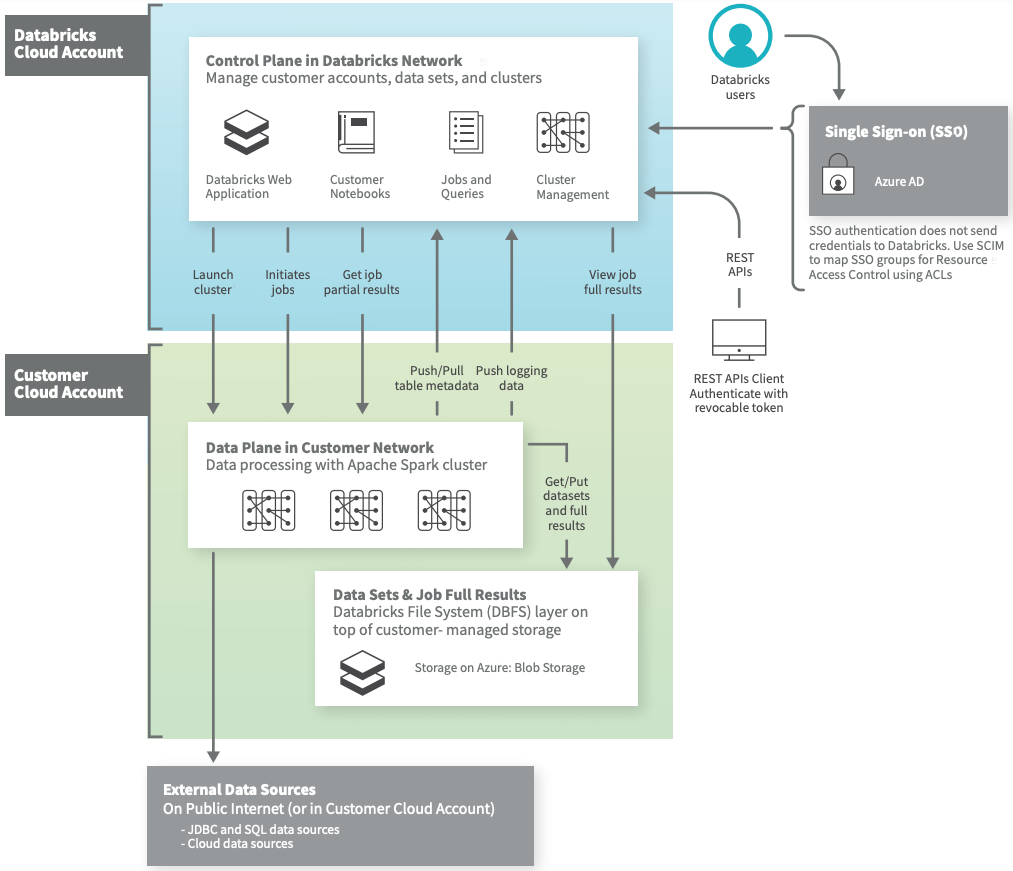 Databricks
Cloud Account
Control Plane in Databricks Network
Manage customer accounts, data sets, and clusters
Databricks Web
Application
Customer
Notebooks
Jobs and
Queries
Cluster
Management
Databricks
users
Single Sign-on (SSO)
Azure AD
SSO authentication does not send
credentials to Databricks. Use SCIM
to map SSO groups for Resource
Access Control using ACLs
Launch
cluster
Initiates
jobs
Get job
partial results
View job
full results
REST
APIs
REST APIs Client
Authenticate with
revocable token
Customer
Cloud Account
Push/Pull
table metadata
Push logging
data
Data Plane in Customer Network
Data processing with Apache Spark cluster
Get/Put
datasets
and full
results
Data Sets & Job Full Results
Databricks File System (DBFS) layer on
top of customer- managed storage
Storage on Azure: Blob Storage
External Data Sources
On Public Internet (or in Customer Cloud Account)
- JDBC and SQL data sources
- Cloud data sources